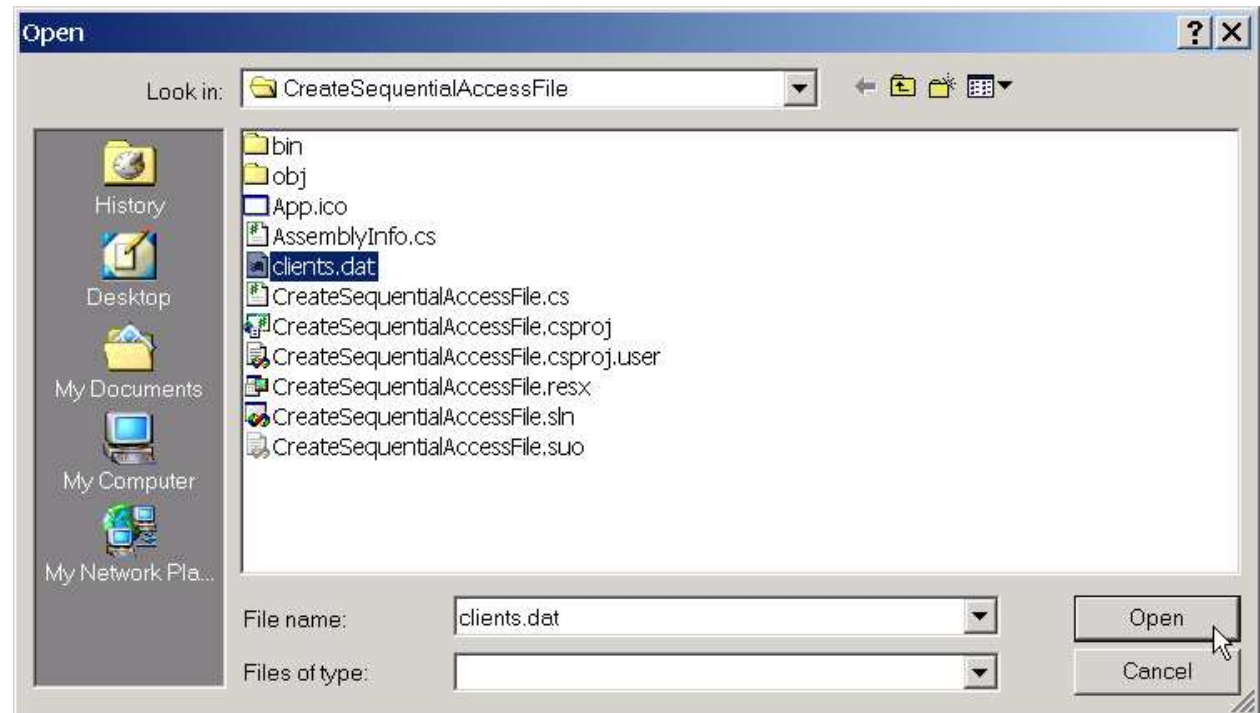 Open
Look in: CreateSequentialAccessFile
History
Desktop
My Documents
My Computer
My Network Pla...
bin
obj
App.ico
AssemblyInfo.cs
clients.dat
CreateSequentialAccessFile.cs
CreateSequentialAccessFile.csproj
CreateSequentialAccessFile.csproj.user
CreateSequentialAccessFile.resx
CreateSequentialAccessFile.sln
CreateSequentialAccessFile.suo
File name: clients.dat Open
Files of type: Cancel